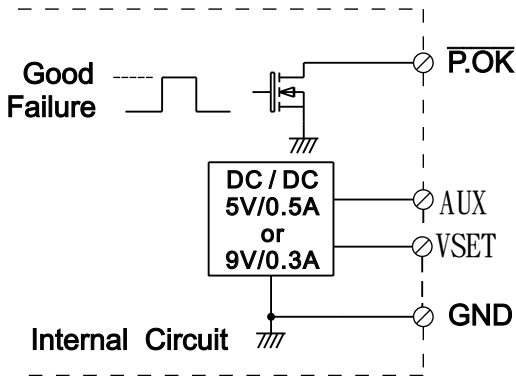 P.OK
Good
Failure
DC / DC
5V/0.5A
or
9V/0.3A
AUX
VSET
GND
Internal Circuit